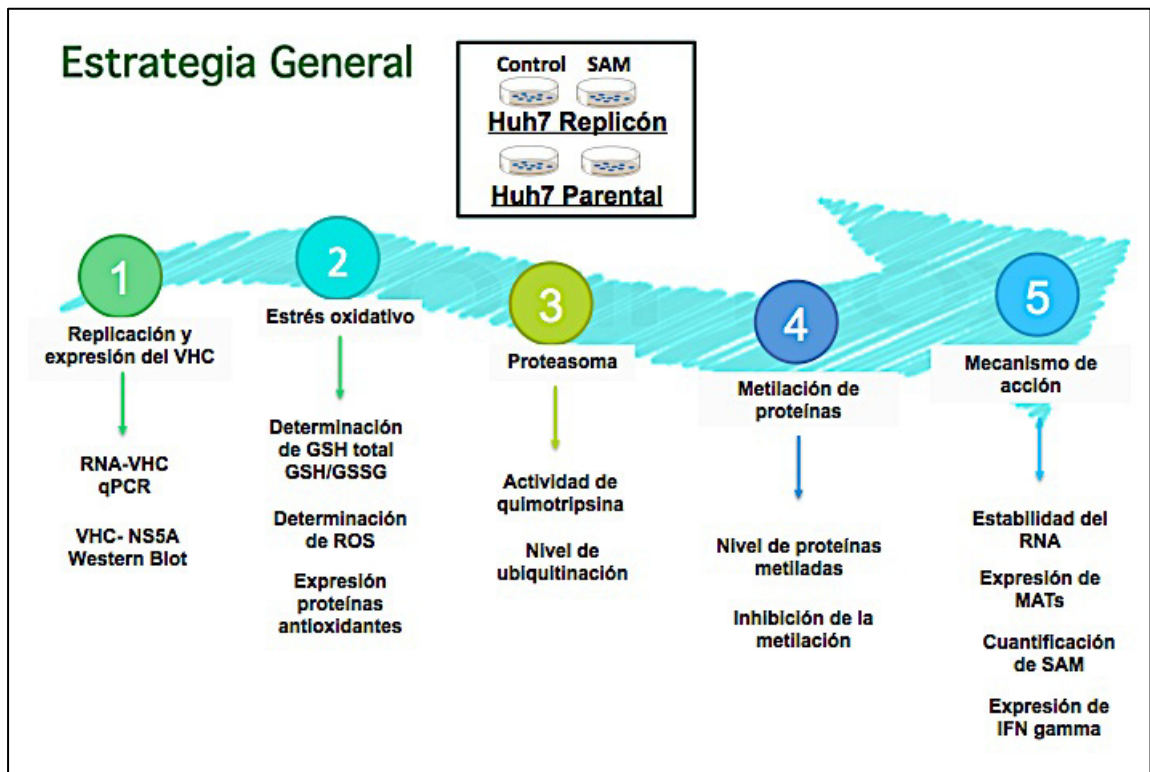 Estrategia General
Control SAM
Huh7 Replicón
Huh7 Parental
1
Replicación y
expresión del VHC
RNA-VHC
qPCR
VHC- NS5A
Western Blot
2
Estrés oxidativo
Determinación
de GSH total
GSH/GSSG
Determinación
de ROS
Expresión
proteínas
antioxidantes
3
Proteasoma
Actividad de
quimotripsina
Nivel de
ubiquitinación
4
Metilación de
proteínas
Nivel de proteínas
metiladas
Inhibición de la
metilación
5
Mecanismo de
acción
Estabilidad del
RNA
Expresión de
MATs
Cuantificación
de SAM
Expresión de
IFN gamma